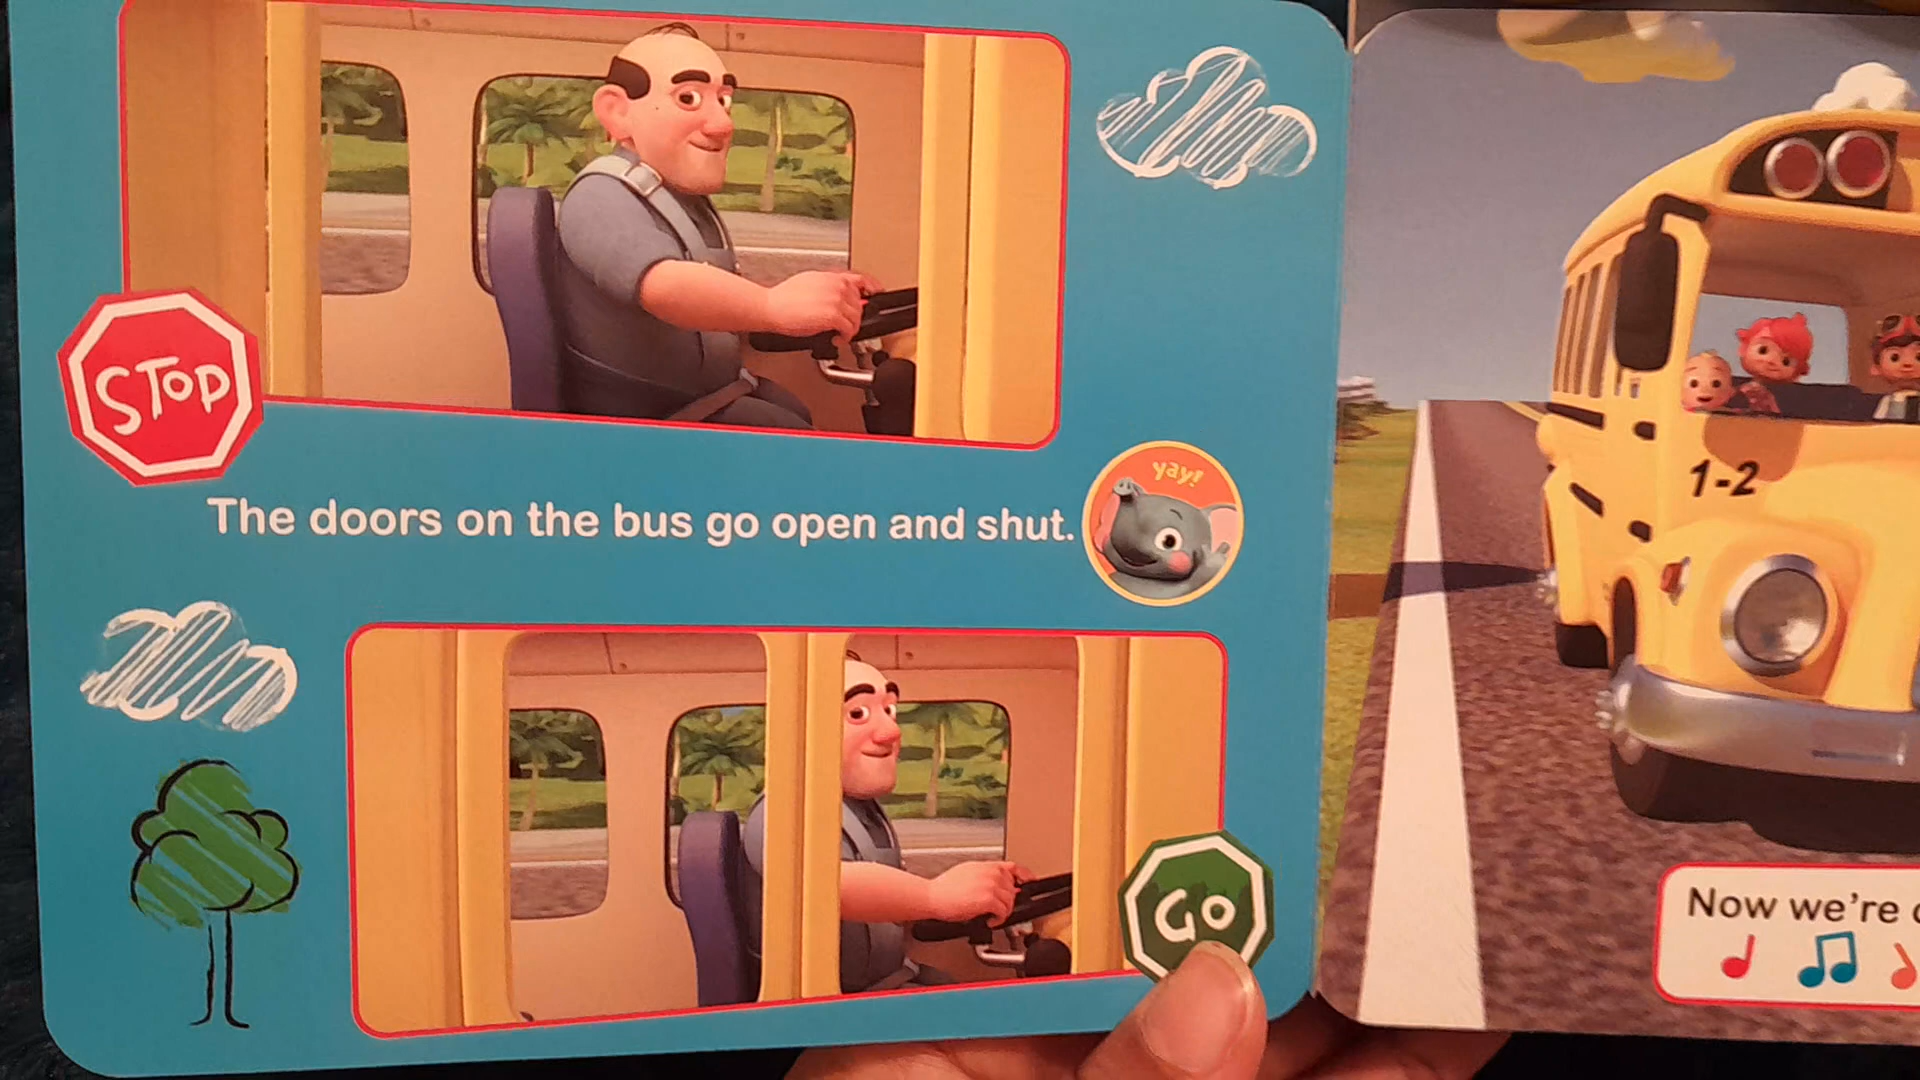 STOP
The doors on the bus go open and shut.
yay!
GO
1-2
Now we're